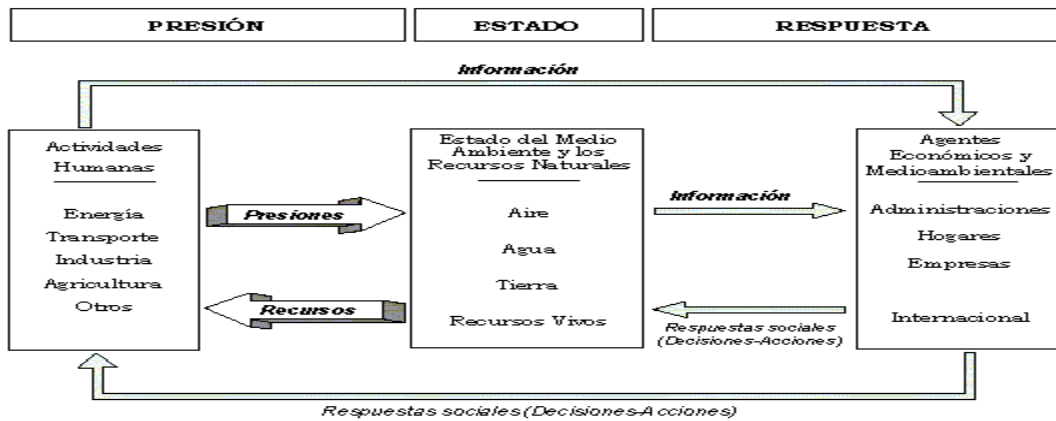 PRESIÓN
ESTADO
RESPUESTA
Información
Actividades
Humanas
Energía
Transporte
Industria
Agricultura
Otros
Presiones
Recursos
Estado del Medio
Ambiente y los
Recursos Naturales
Aire
Agua
Tierra
Recursos Vivos
Información
Respuestas sociales
(Decisiones-Acciones)
Agentes
Económicos y
Medioambientales
Administraciones
Hogares
Empresas
Internacional
Respuestas sociales (Decisiones-Acciones)